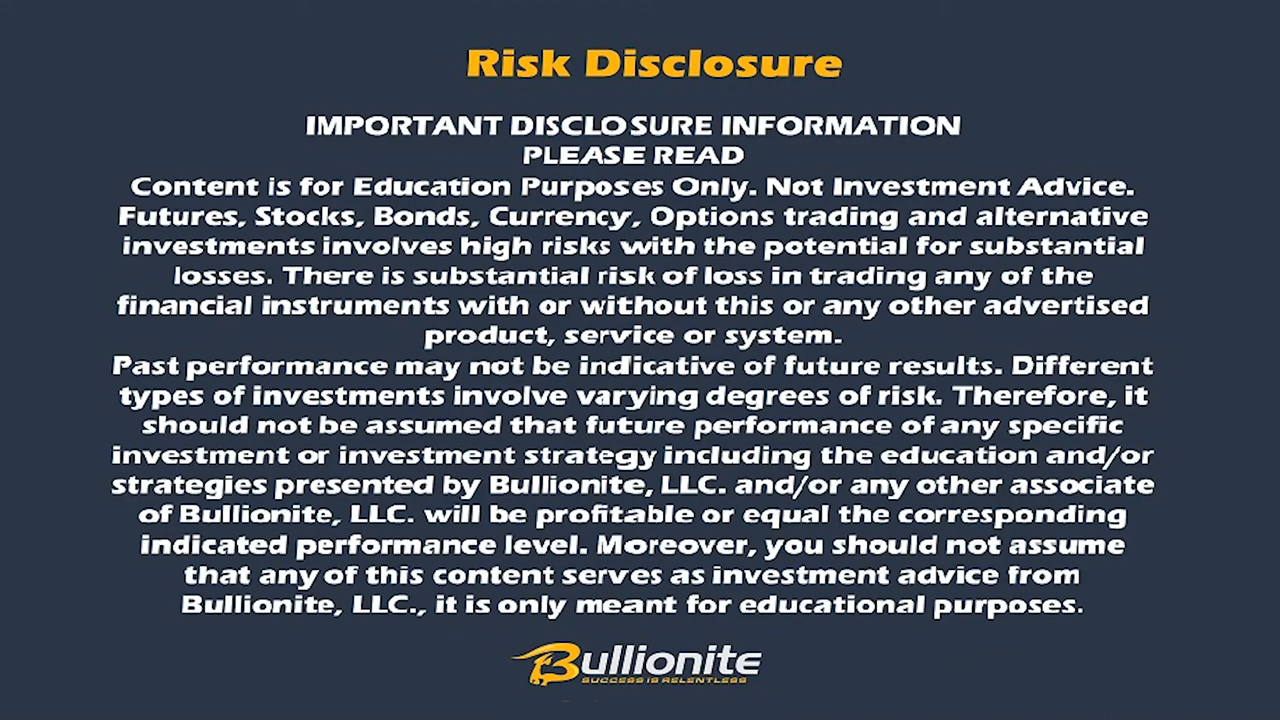 Risk Disclosure
IMPORTANT DISCLOSURE INFORMATION
PLEASE READ
Content is for Education Purposes Only. Not Investment Advice.
Futures, Stocks, Bonds, Currency, Options trading and alternative
investments involves high risks with the potential for substantial
losses. There is substantial risk of loss in trading any of the
financial instruments with or without this or any other advertised
product, service or system.
Past performance may not be indicative of future results. Different
types of investments involve varying degrees of risk. Therefore, it
should not be assumed that future performance of any specific
investment or investment strategy including the education and/or
strategies presented by Bullionite, LLC. and/or any other associate
of Bullionite, LLC. will be profitable or equal the corresponding
indicated performance level. Moreover, you should not assume
that any of this content serves as investment advice from
Bullionite, LLC., it is only meant for educational purposes.
Bullionite
SUCCESS IS RELENTLESS